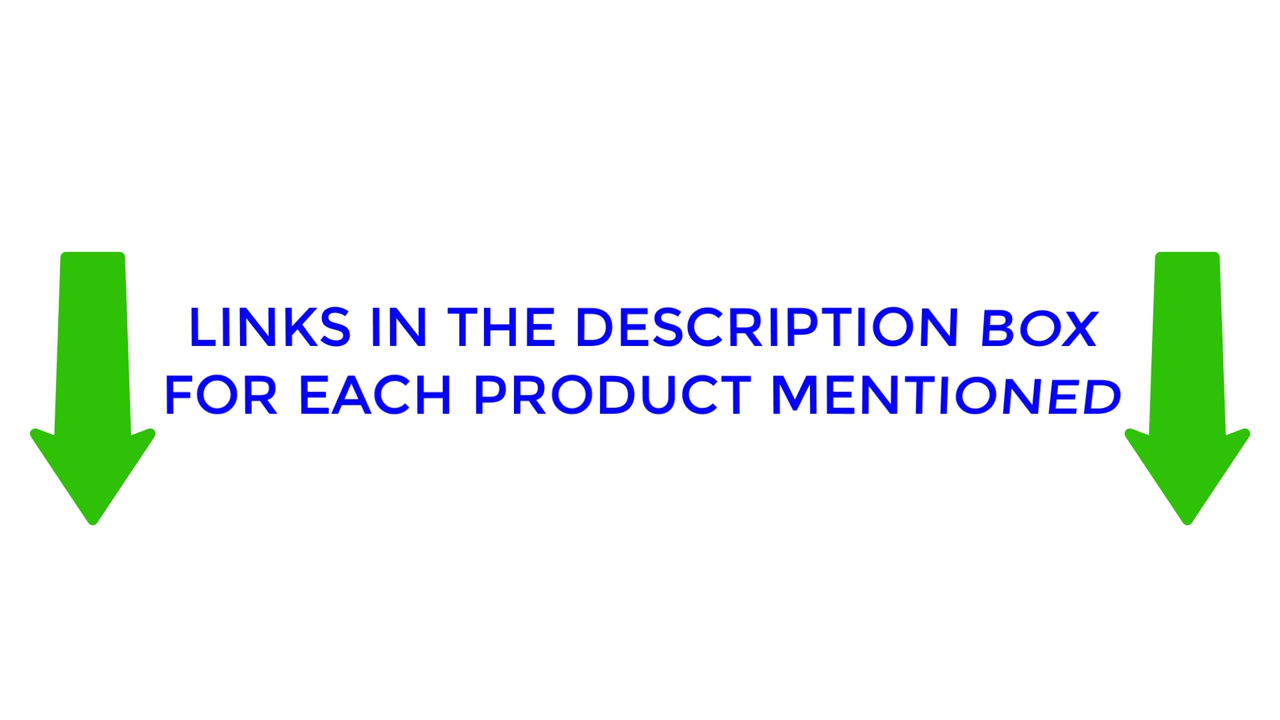 LINKS IN THE DESCRIPTION BOX
FOR EACH PRODUCT MENTIONED